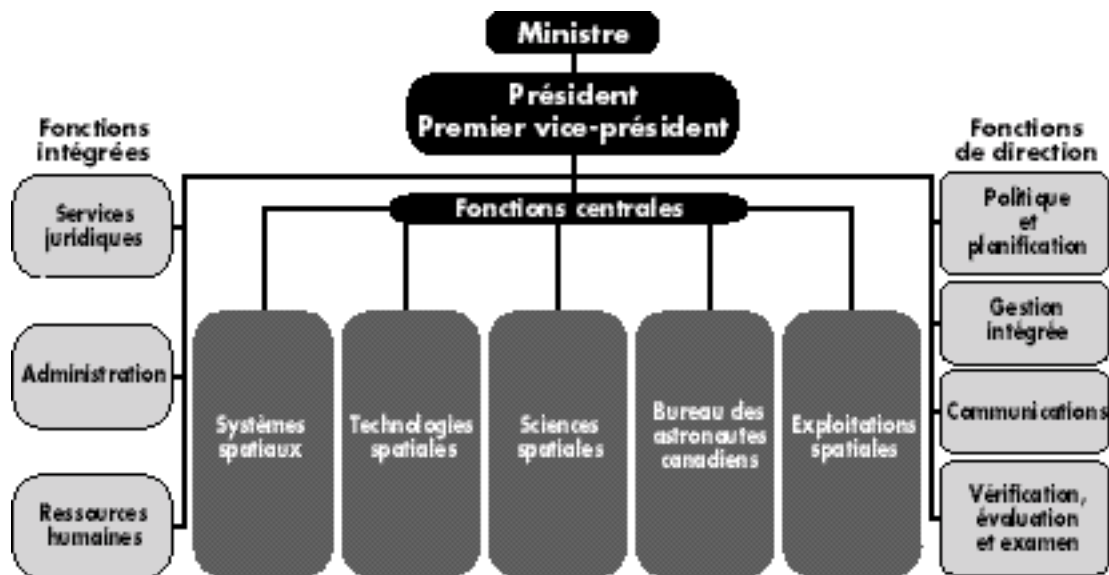 Ministre
Président
Premier vice-président
Fonctions
intégrées
Services
juridiques
Administration
Ressources
humaines
Fonctions centrales
Systèmes
spatiaux
Technologies
spatiales
Sciences
spatiales
Bureau des
astronautes
canadiens
Exploitations
spatiales
Fonctions
de direction
Politique
et
planification
Gestion
intégrée
Communications
Vérification,
évaluation
et examen